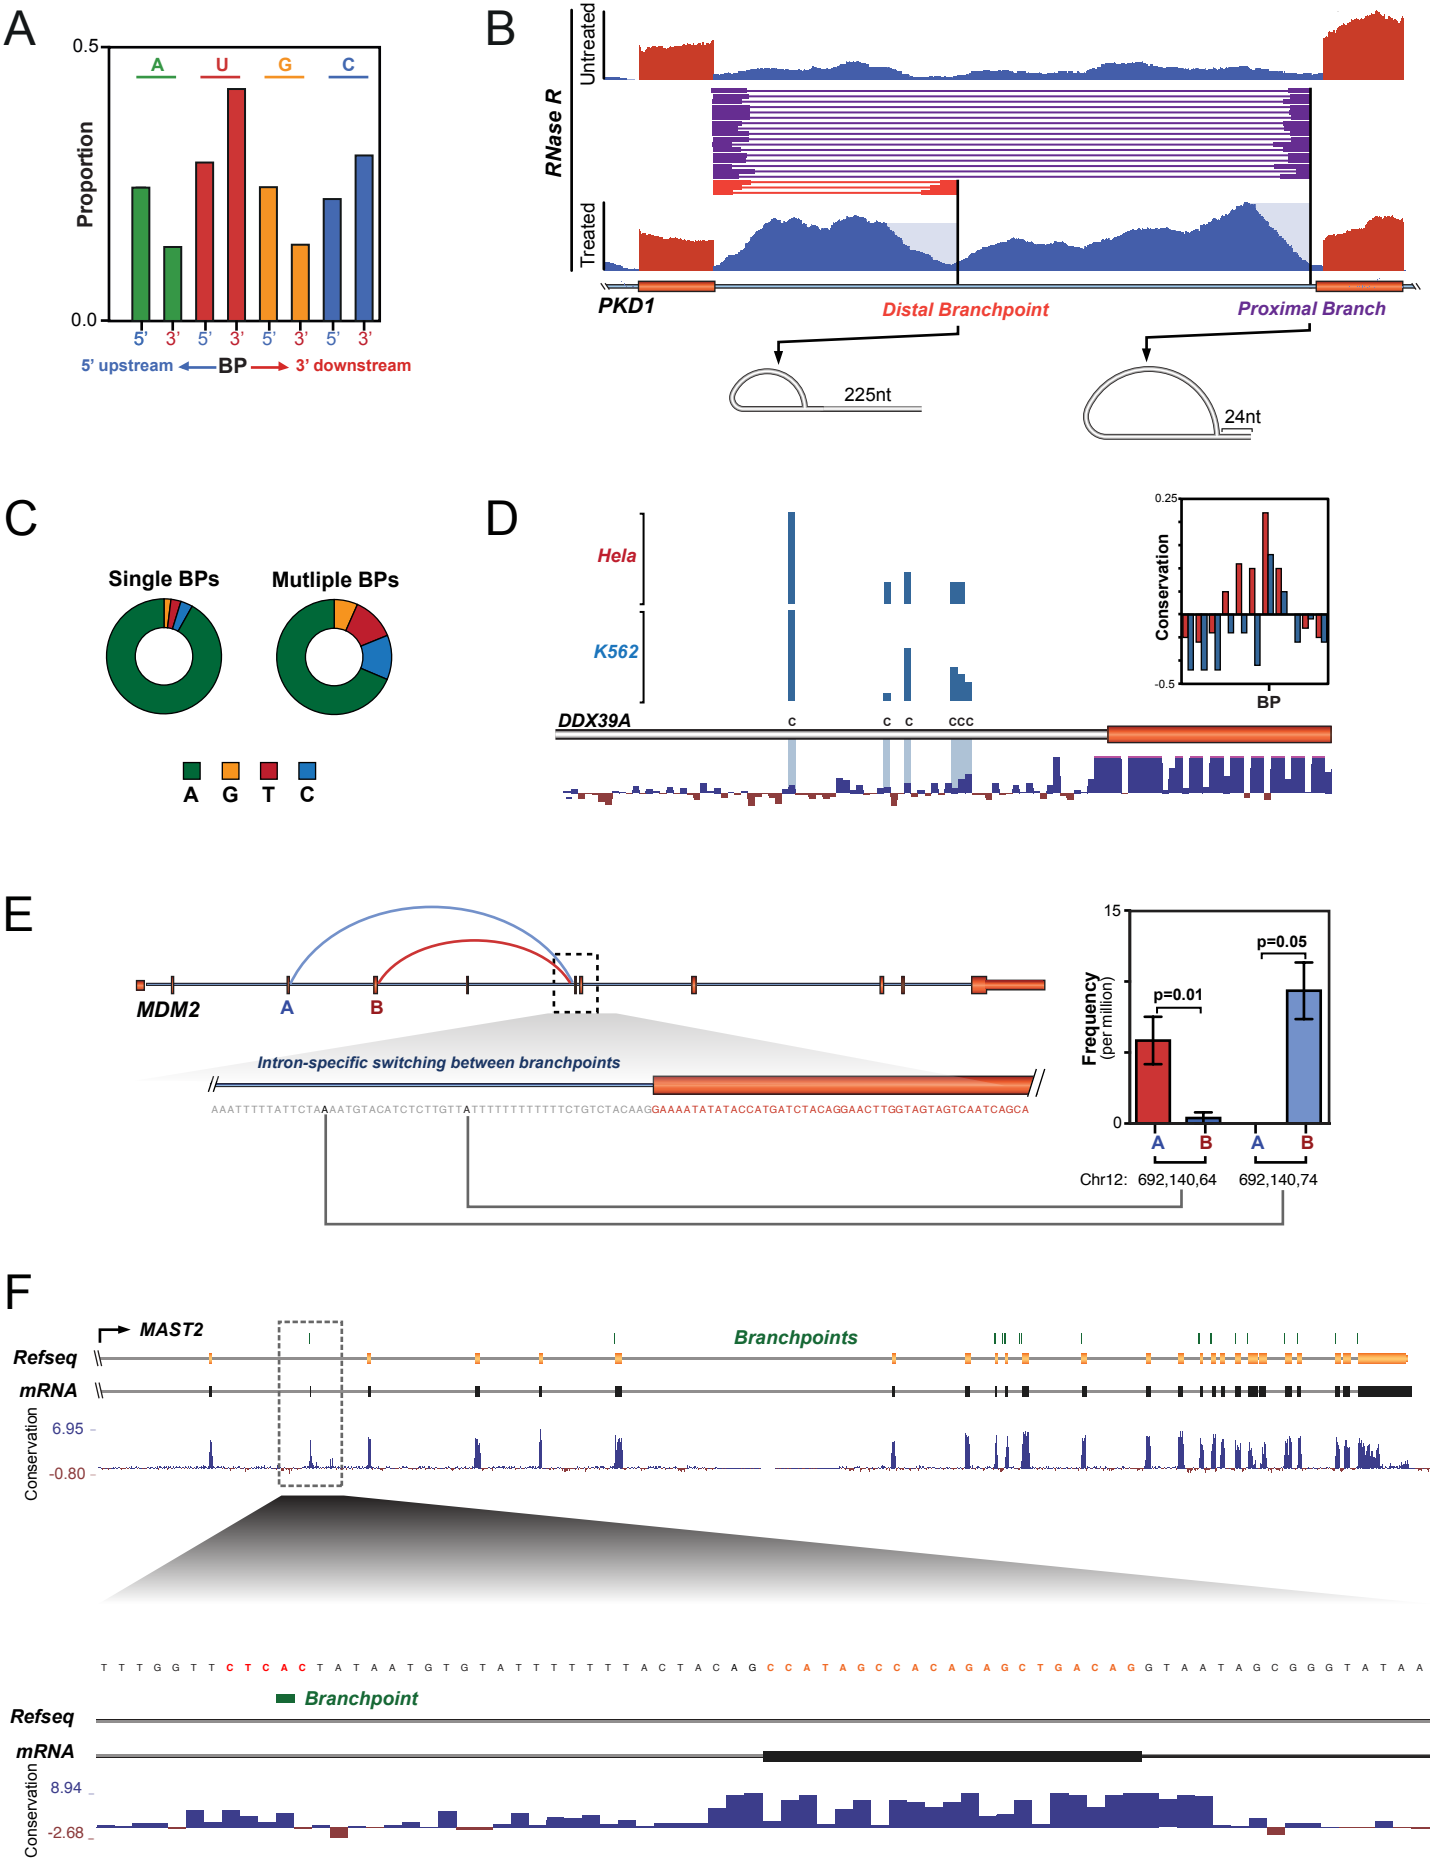 A
0.5
A U G C
Proportion
0.0
5' 3' 5' 3' 5' 3' 5' 3'
5' upstream BP 3' downstream
B
Untreated
RNase R
Treated
PKD1
Distal Branchpoint Proximal Branch
225nt
24nt
C
Single BPs Mutliple BPs
A G T C
D
Hela
K562
DDX39A
C C C CCC
0.25
Conservation
-0.5
BP
E
MDM2
A B
Intron-specific switching between branchpoints
AAATTTTTATTCTAAAATGTACATCTCTTGTTATTTTTTTTTTTTTCTGTCTACAAGGAAAATATATACCATGATCTACAGGAACTTGGTAGTAGTCAATCAGCA
15
p=0.05
p=0.01
Frequency
(per million)
0
A B A B
Chr12: 692,140,64 692,140,74
F
MAST2
Branchpoints
Refseq
mRNA
Conservation
6.95
-0.80
T T T G G T T C T C A C T A T A A T G T G T A T T T T T T T A C T A C A G C C A T A G C C A C A G A G C T G A C A G G T A A T A G C G G G T A T A A
Branchpoint
Refseq
mRNA
Conservation
8.94
-2.68